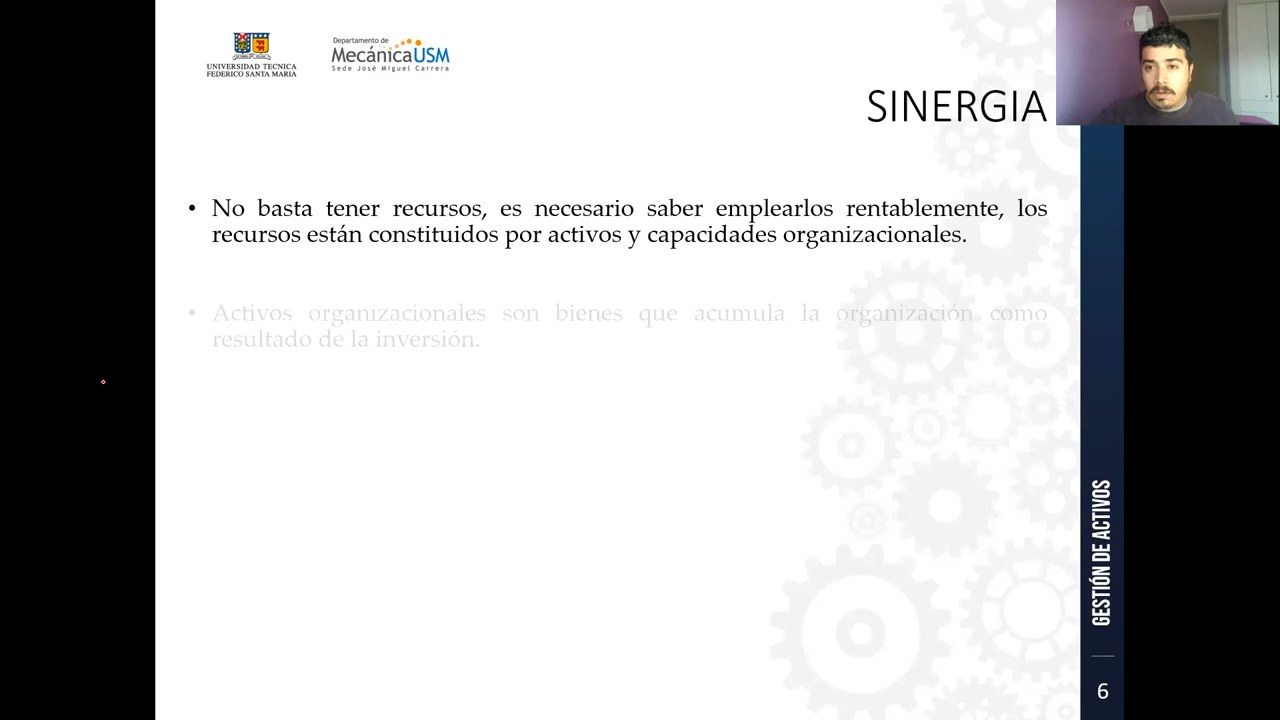 UNIVERSIDAD TECNICA
FEDERICO SANTA MARIA
Departamento de
MecánicaUSM
Sede José Miguel Carrera
SINERGIA
• No basta tener recursos, es necesario saber emplearlos rentablemente, los
recursos están constituidos por activos y capacidades organizacionales.
• Activos organizacionales son bienes que acumula la organización como
resultado de la inversión.
GESTIÓN DE ACTIVOS
6